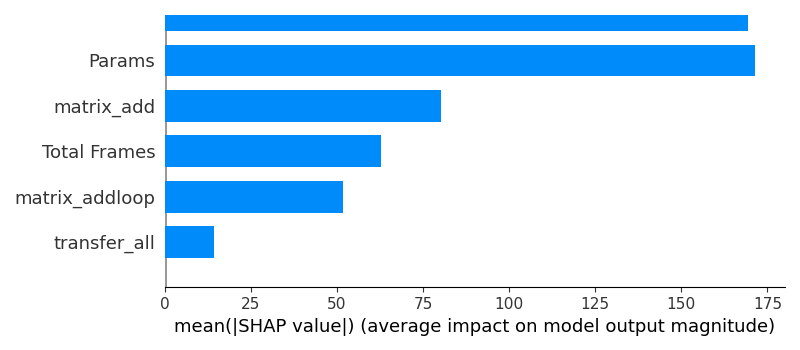 Params
matrix_add
Total Frames
matrix_addloop
transfer_all
0 25 50 75 100 125 150 175
mean(|SHAP value|) (average impact on model output magnitude)